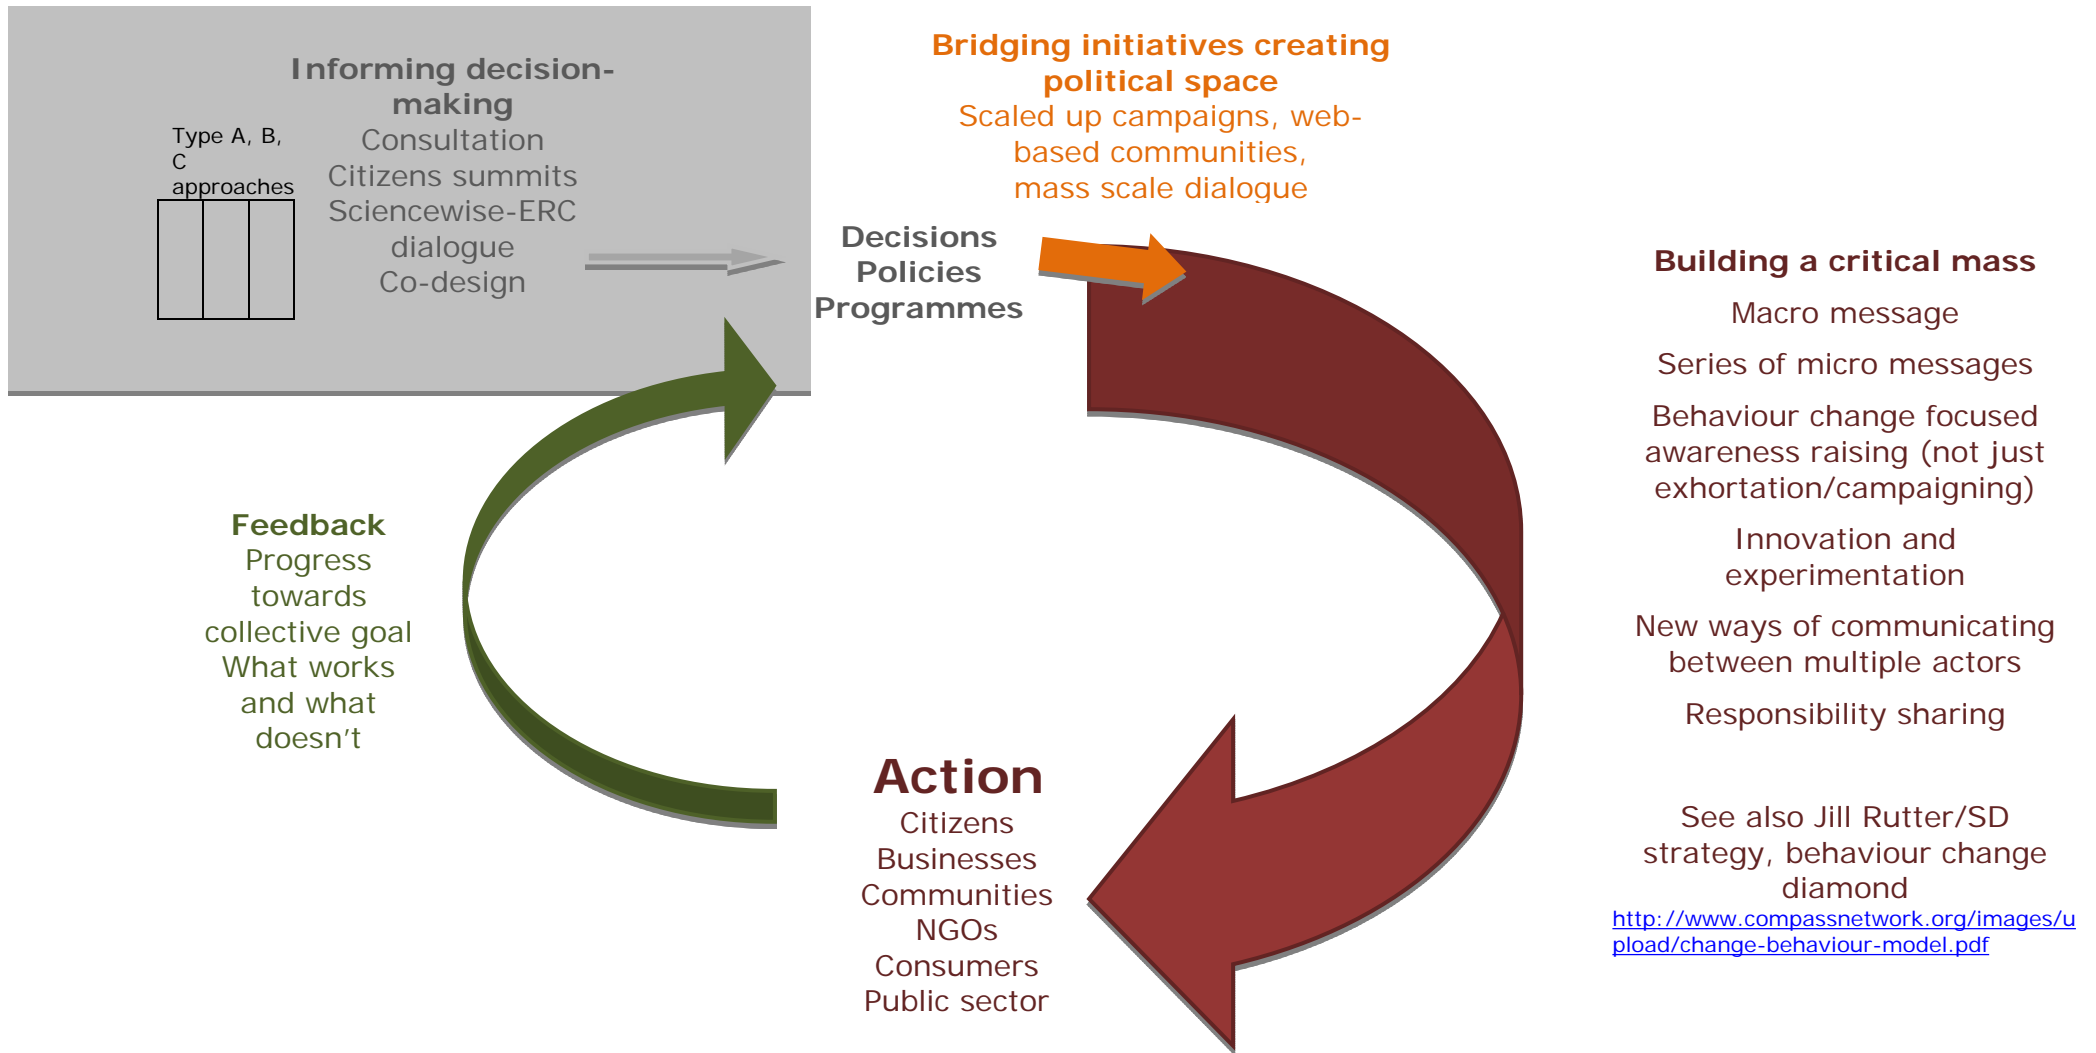 Informing decision-
making
Consultation
Citizens summits
Sciencewise-ERC
dialogue
Co-design
Type A, B,
C
approaches
Bridging initiatives creating
political space
Scaled up campaigns, web-
based communities,
mass scale dialogue
Decisions
Policies
Programmes
Building a critical mass
Macro message
Series of micro messages
Behaviour change focused
awareness raising (not just
exhortation/campaigning)
Innovation and
experimentation
New ways of communicating
between multiple actors
Responsibility sharing
See also Jill Rutter/SD
strategy, behaviour change
diamond
http://www.compassnetwork.org/images/u
pload/change-behaviour-model.pdf
Feedback
Progress
towards
collective goal
What works
and what
doesn't
Action
Citizens
Businesses
Communities
NGOs
Consumers
Public sector